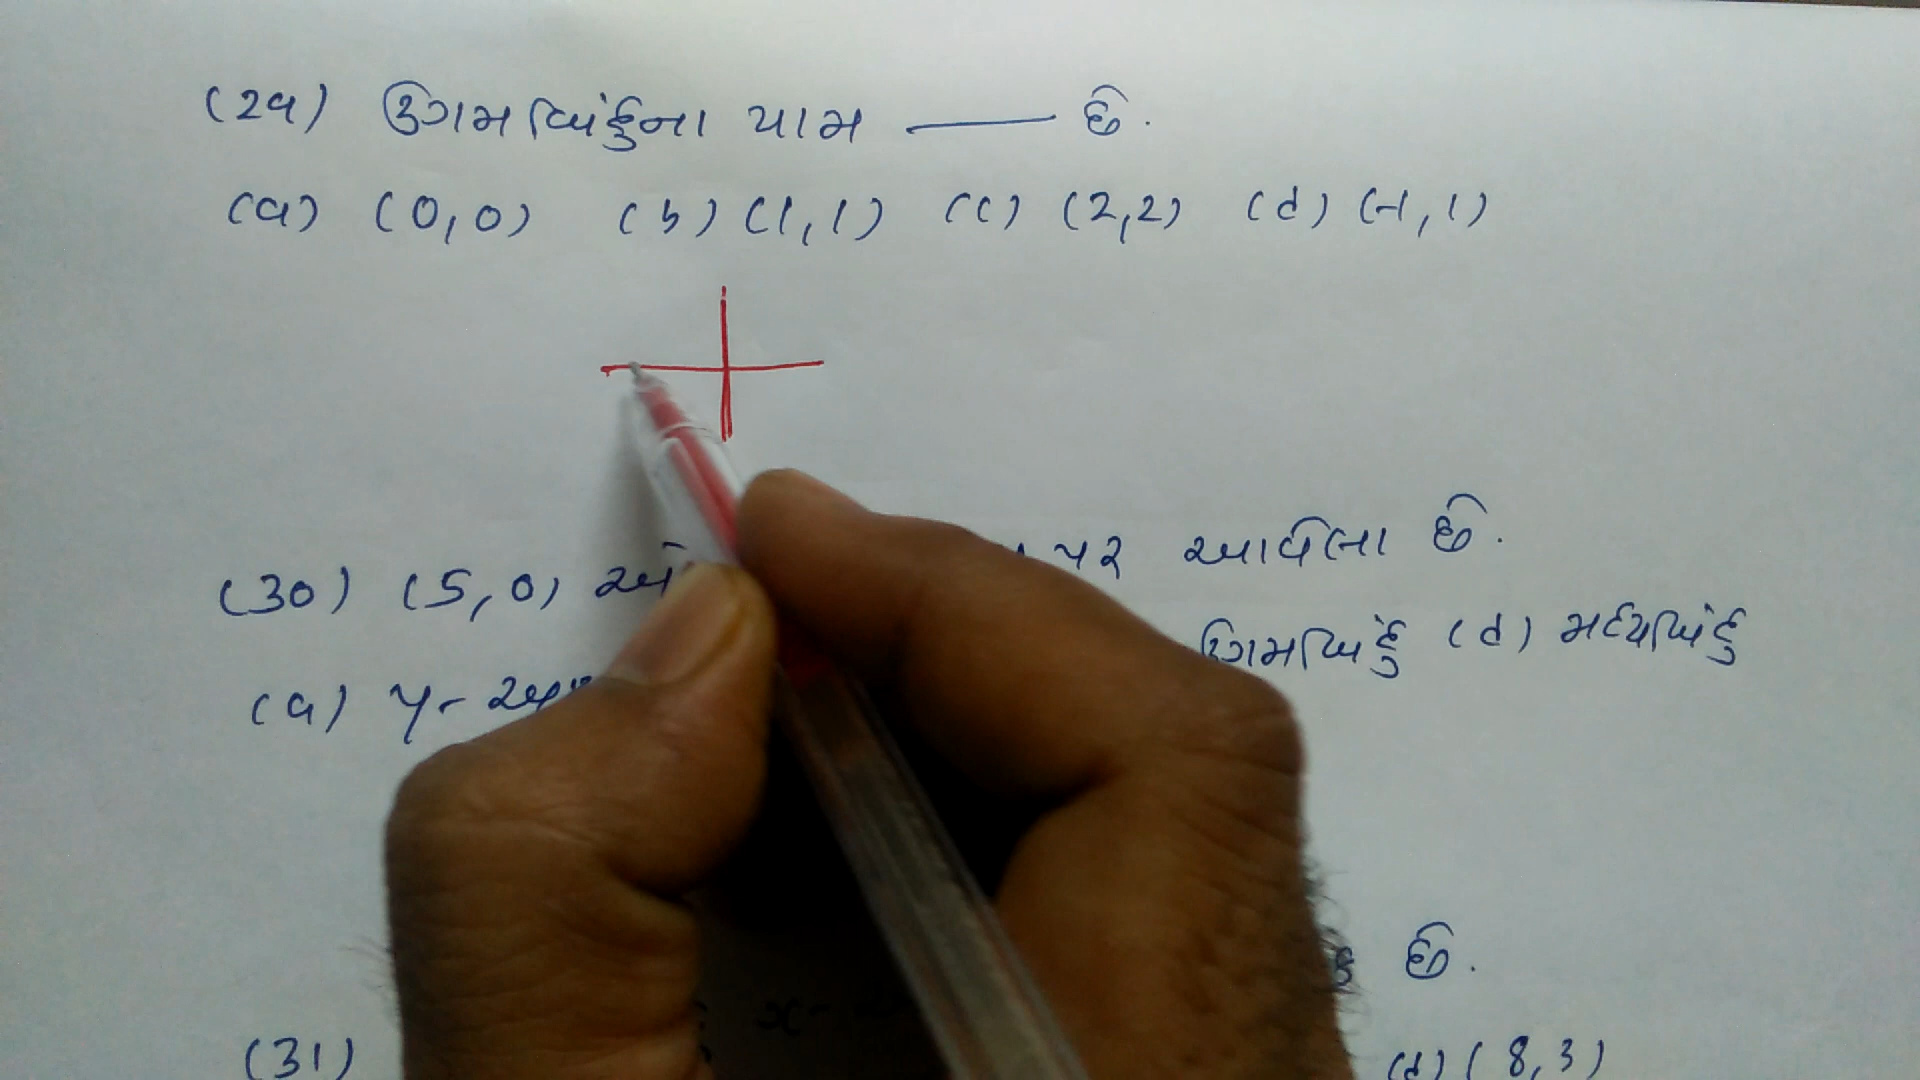 (29) ઉગમબિંદુના યામ —— છે.
(a) (0,0) (b) (1,1) (c) (2,2) (d) (-1,1)
(30) (5,0) પર આવેલા છે.
(a) y- ઉગમબિંદુ (d) મધ્યબિંદુ
છે.
(31) (d) (8,3)